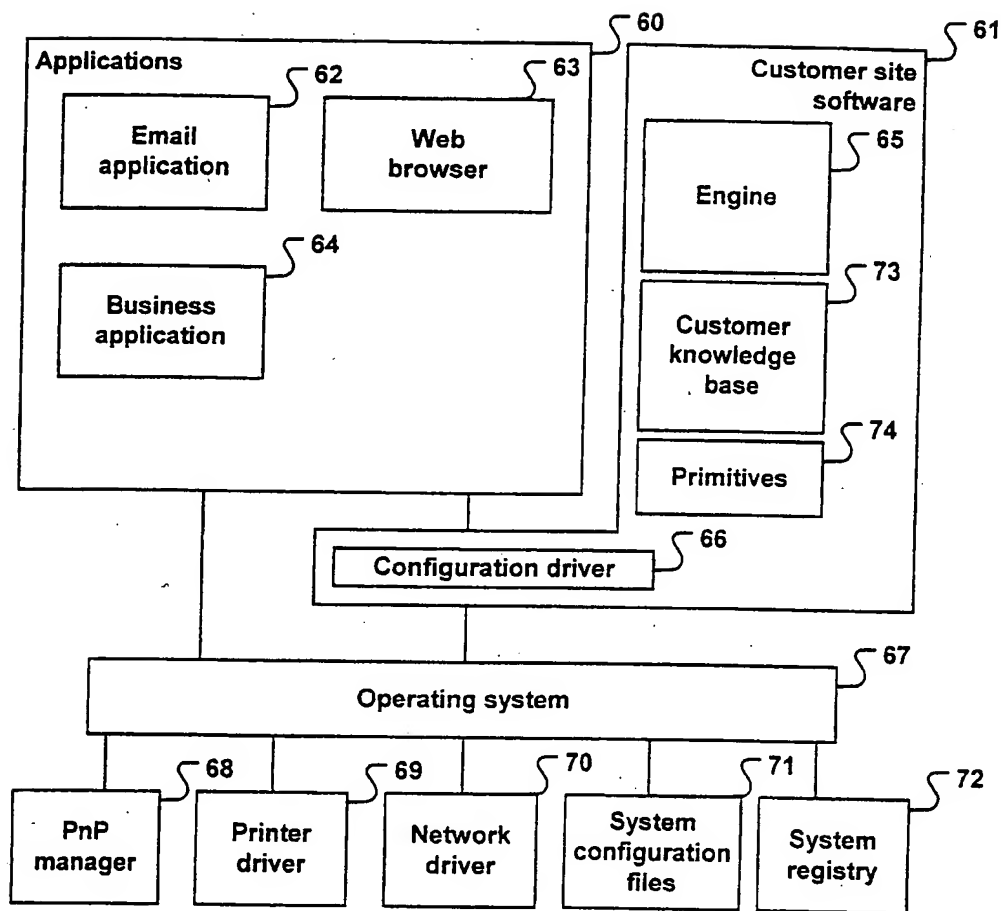 60
61
Applications
62
63
Customer site
software
Email
application
Web
browser
65
Engine
64
Business
application
73
Customer
knowledge
base
74
Primitives
66
Configuration driver
67
Operating system
68
69
70
71
72
PnP
manager
Printer
driver
Network
driver
System
configuration
files
System
registry